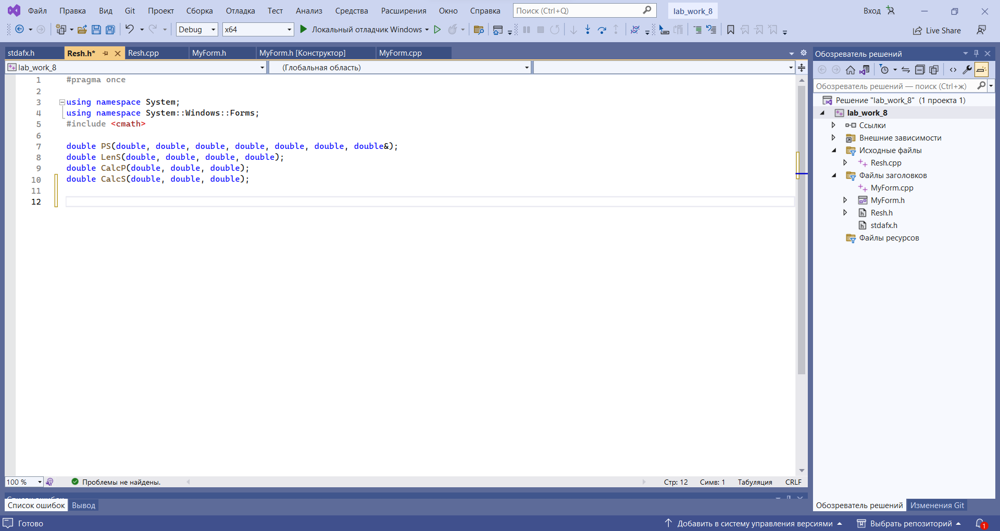 Файл Правка Вид Git Проект Сборка Отладка Тест Анализ Средства Расширения Окно Справка Поиск (Ctrl+Q) lab_work_8 Вход
Debug x64 Локальный отладчик Windows Live Share
stdafx.h Resh.h* Resh.cpp MyForm.h MyForm.h [Конструктор] MyForm.cpp
lab_work_8 (Глобальная область)
1 #pragma once
2
3 using namespace System;
4 using namespace System::Windows::Forms;
5 #include <cmath>
6
7 double PS(double, double, double, double, double, double, double&);
8 double LenS(double, double, double, double);
9 double CalcP(double, double, double);
10 double CalcS(double, double, double);
11
12
100 % Проблемы не найдены. Стр: 12 Симв: 1 Табуляция CRLF
Список ошибок
Список ошибок Вывод
Обозреватель решений
Обозреватель решений — поиск (Ctrl+ж)
Решение "lab_work_8" (1 проекта 1)
lab_work_8
Ссылки
Внешние зависимости
Исходные файлы
Resh.cpp
Файлы заголовков
MyForm.cpp
MyForm.h
Resh.h
stdafx.h
Файлы ресурсов
Обозреватель решений Изменения Git
Готово Добавить в систему управления версиями Выбрать репозиторий 1